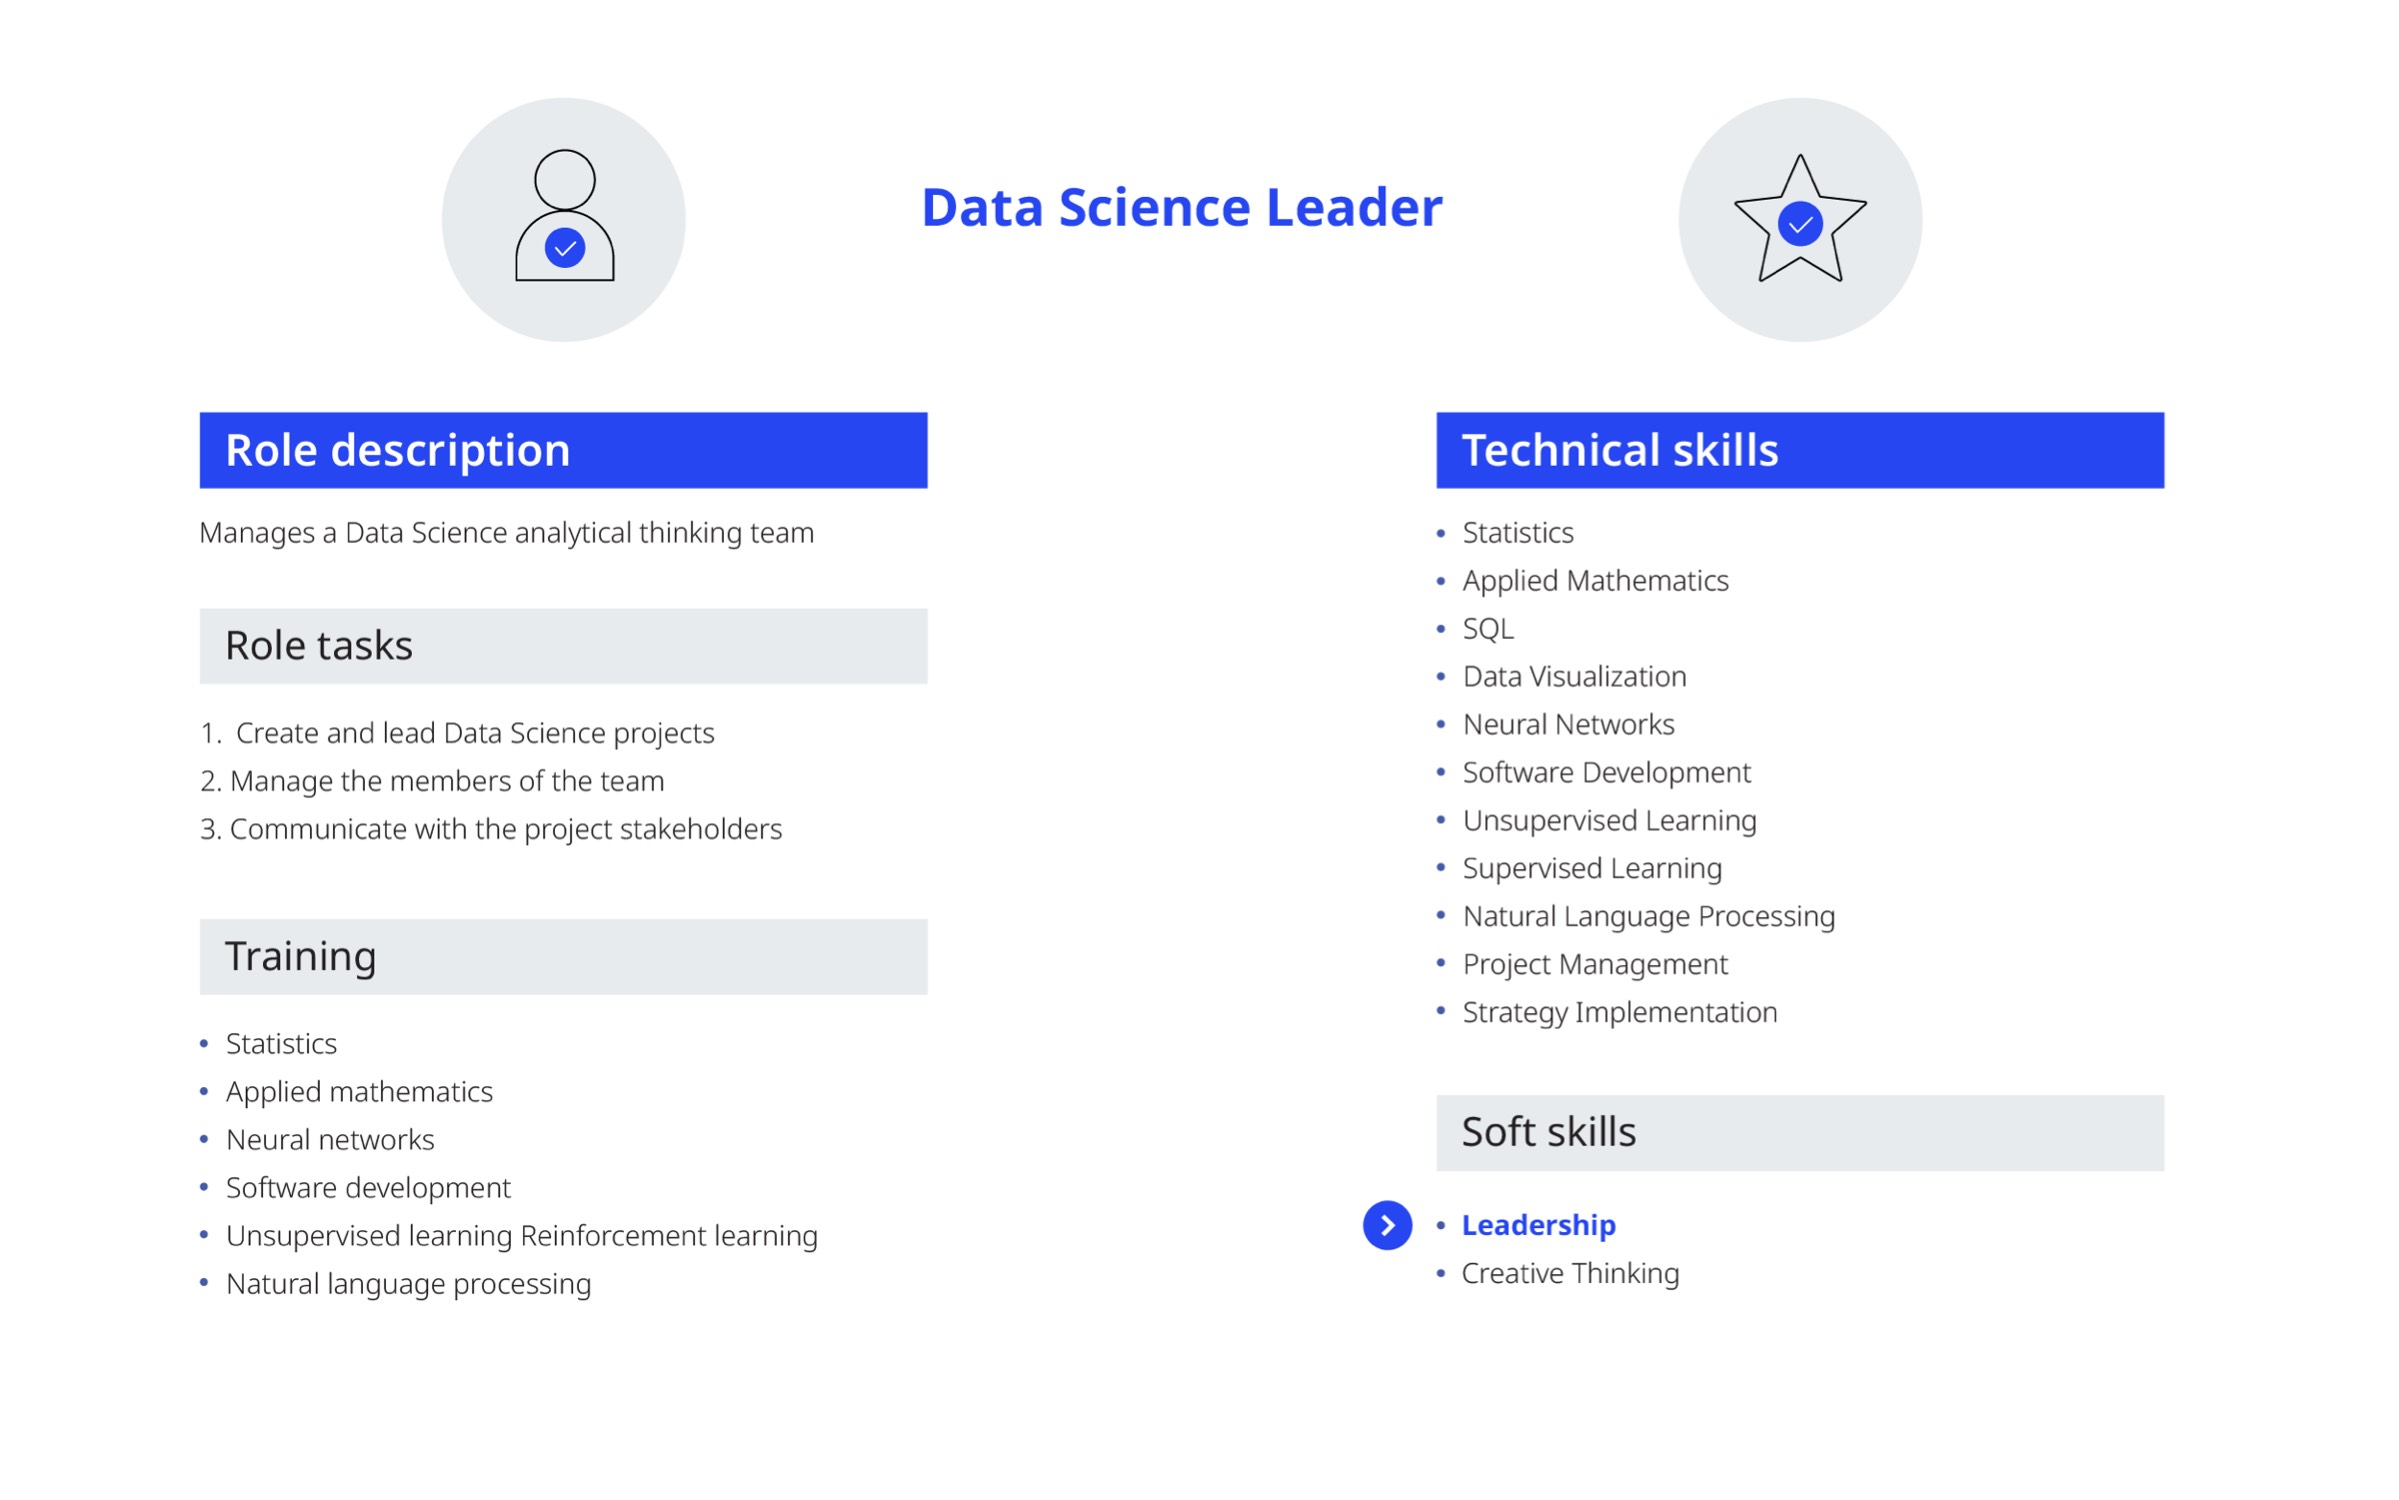 Data Science Leader
Role description
Manages a Data Science analytical thinking team
Role tasks
1. Create and lead Data Science projects
2. Manage the members of the team
3. Communicate with the project stakeholders
Training
• Statistics
• Applied mathematics
• Neural networks
• Software development
• Unsupervised learning Reinforcement learning
• Natural language processing
Technical skills
• Statistics
• Applied Mathematics
• SQL
• Data Visualization
• Neural Networks
• Software Development
• Unsupervised Learning
• Supervised Learning
• Natural Language Processing
• Project Management
• Strategy Implementation
Soft skills
• Leadership
• Creative Thinking